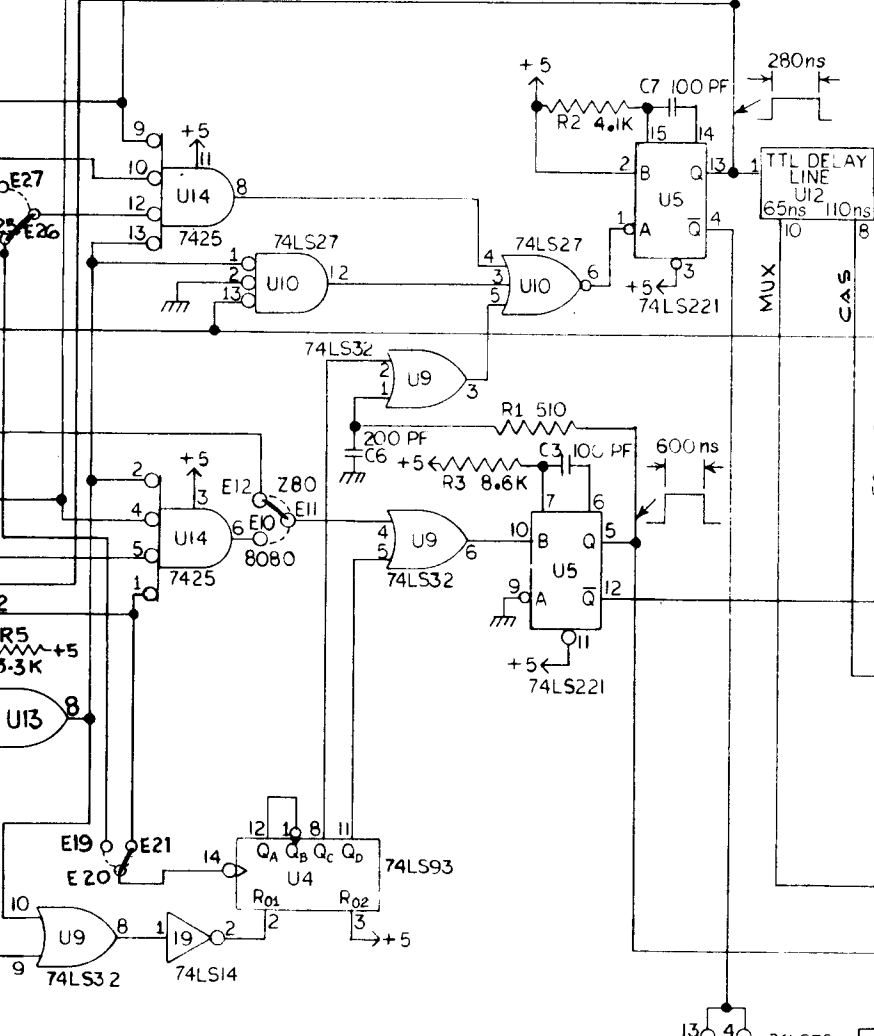 280ns
+5
C7 100 PF
R2 4.1K
15
14
9
+5
11
10
U14
8
12
13
7425
E27
E26
2
B
Q
13
1
TTL DELAY
LINE
U12
65ns
110ns
10
8
U5
1
A
Q
4
3
+5
74LS221
MUX
CAS
74LS27
1
2
13
U10
12
74LS27
4
3
5
U10
6
74LS32
2
1
U9
3
R1 510
200 PF
C6
+5
R3 8.6K
C3
100 PF
600 ns
7
6
2
+5
3
4
U14
6
5
7425
1
E12
Z80
E10
E11
8080
4
5
U9
6
74LS32
10
B
Q
5
U5
9
A
Q
12
11
+5
74LS221
2
R5
+5
3.3K
U13
8
E19
E21
E20
14
12
1
8
11
QA
QB
QC
QD
U4
74LS93
R01
R02
2
3
+5
10
9
U9
8
74LS32
1
19
2
74LS14
13
4